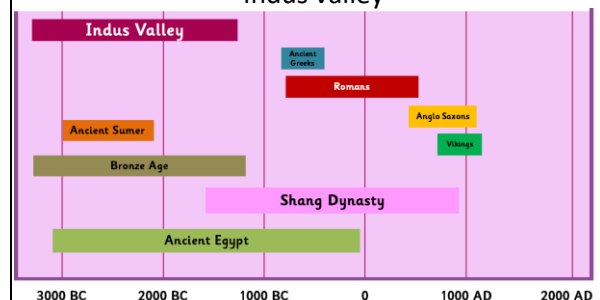 Indus Valley
Indus Valley
Ancient
Greeks
Romans
Anglo Saxons
Ancient Sumer
Vikings
Bronze Age
Shang Dynasty
Ancient Egypt
3000 BC 2000 BC 1000 BC 0 1000 AD 2000 AD